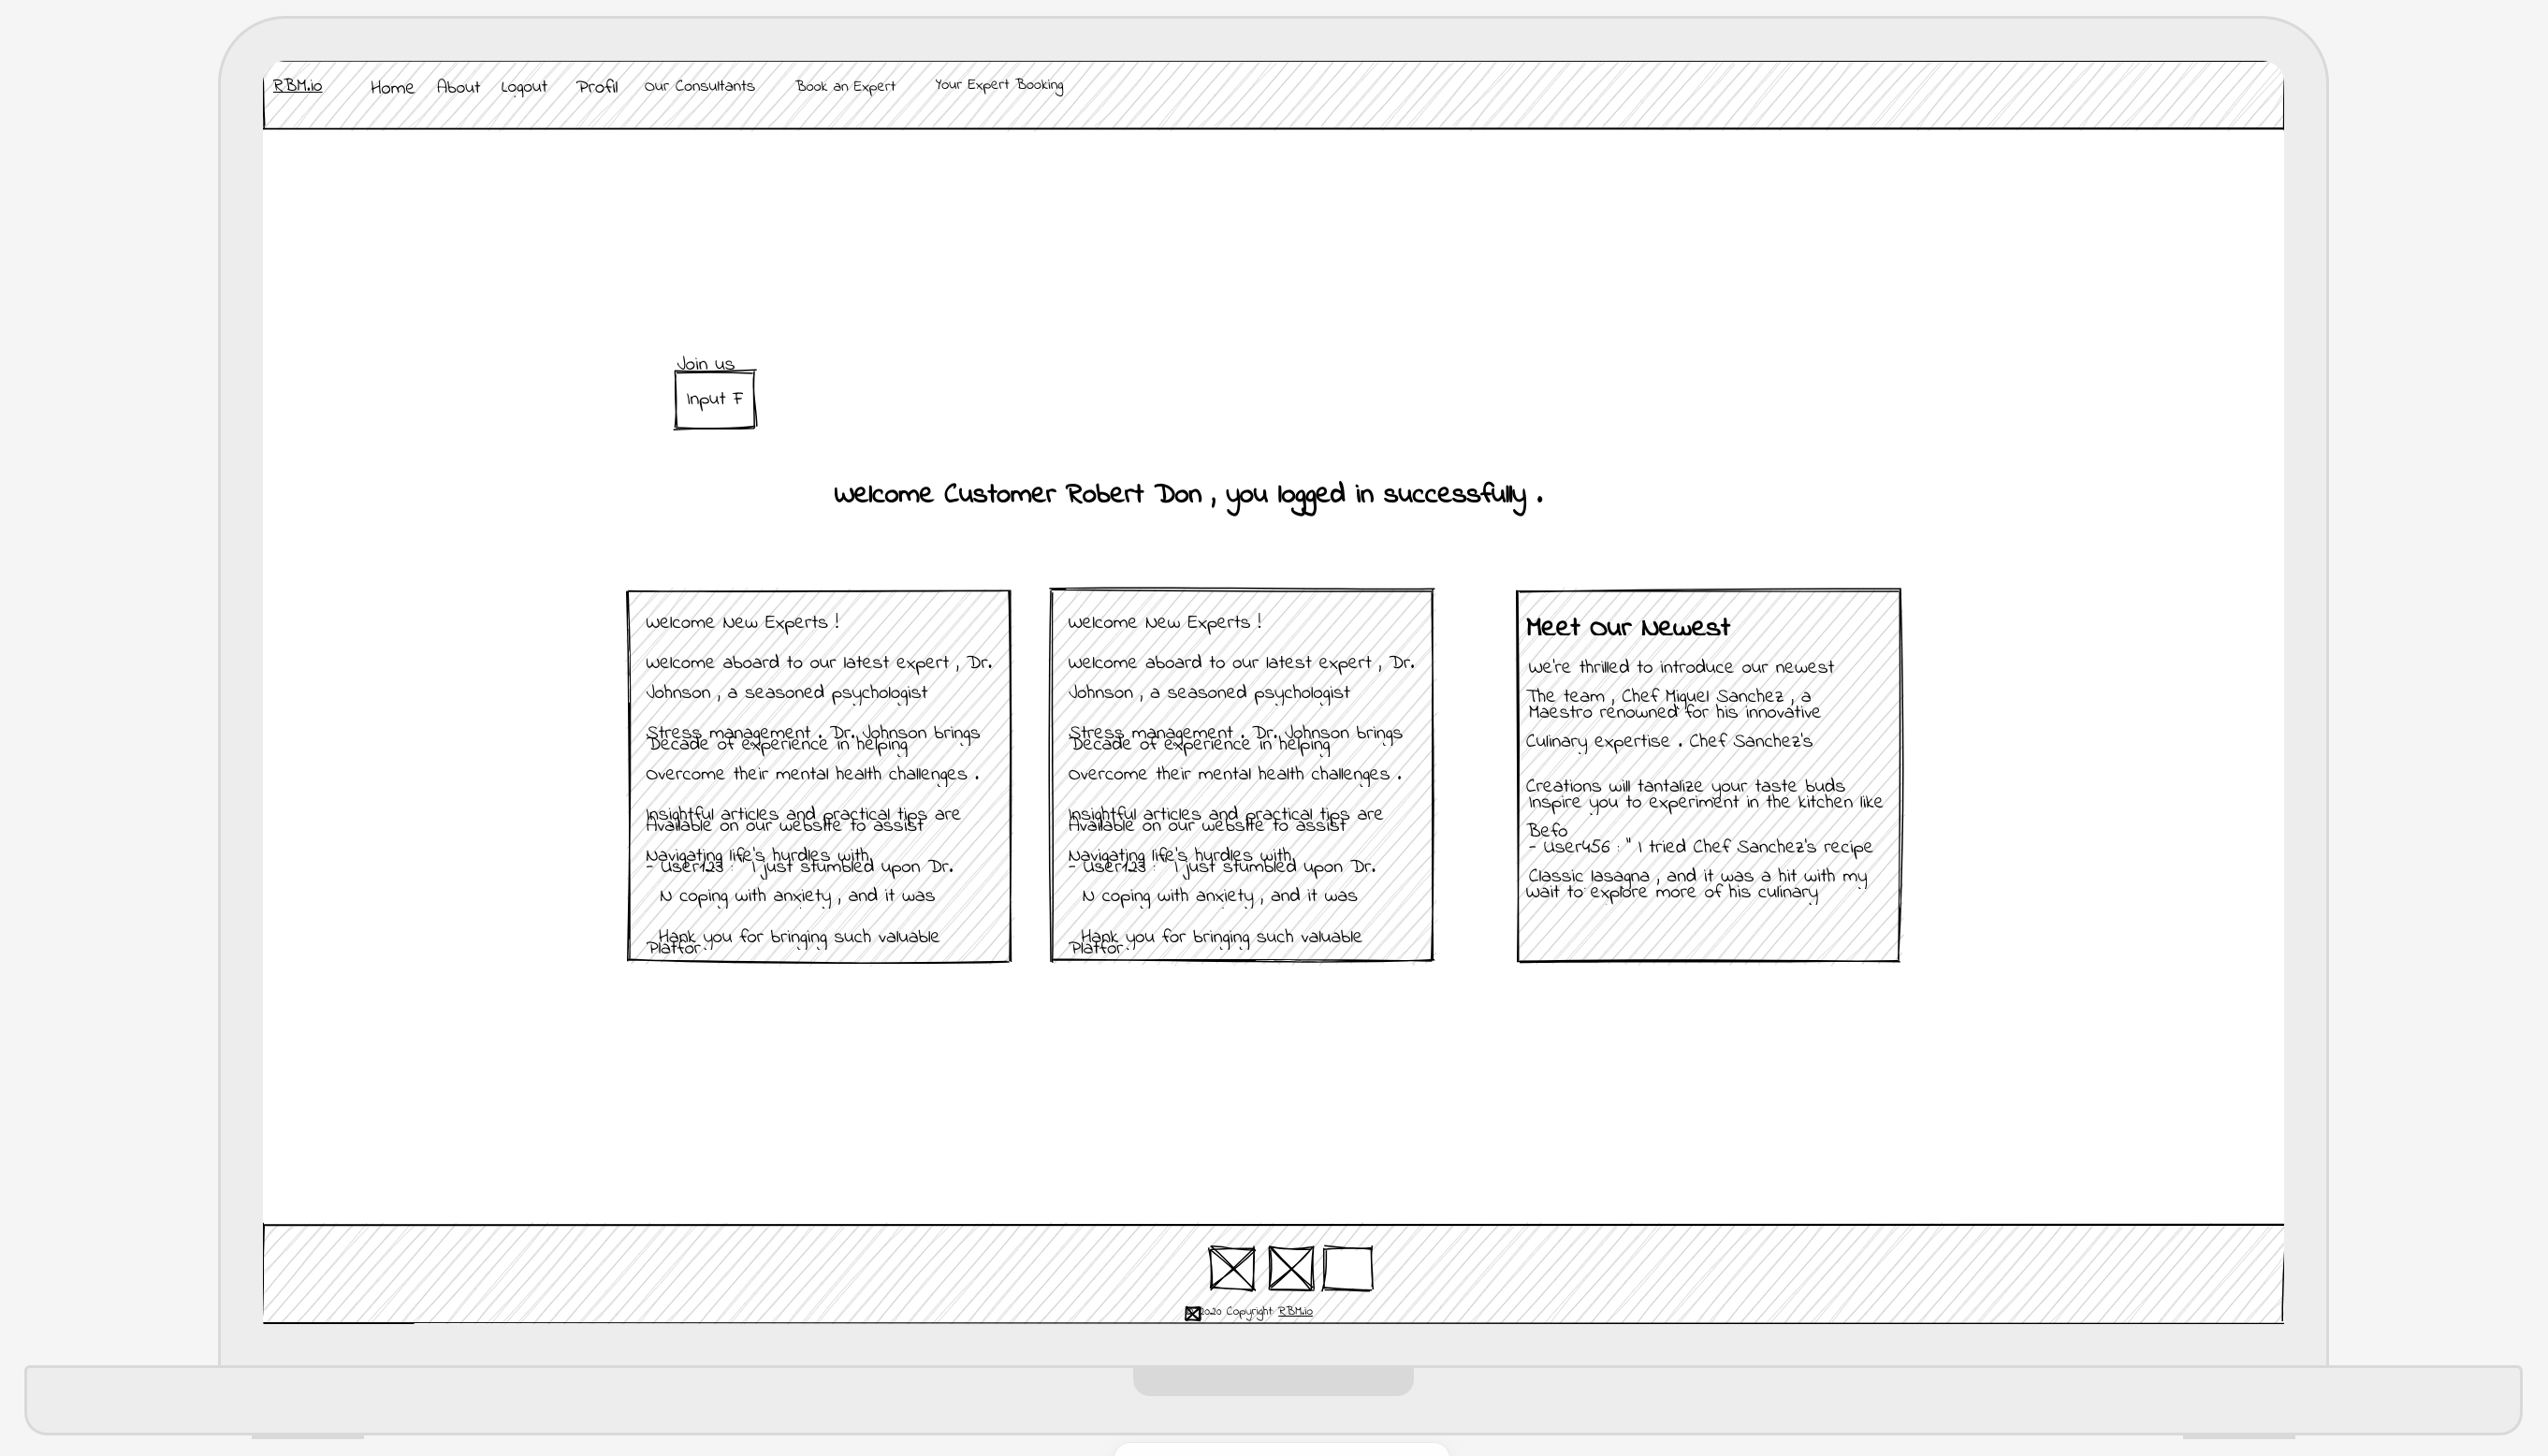 RBM.io Home About Logout Profil Our Consultants Book an Expert Your Expert Booking
Join us
Input F
Welcome Customer Robert Don , you logged in successfully .
Welcome New Experts !
Welcome aboard to our latest expert , Dr.
Johnson , a seasoned psychologist
Stress management . Dr. Johnson brings
Decade of experience in helping
Overcome their mental health challenges .
Insightful articles and practical tips are
Available on our website to assist
Navigating life's hurdles with
- User123 : " I just stumbled upon Dr.
N coping with anxiety , and it was
Hank you for bringing such valuable
Platfor
Welcome New Experts !
Welcome aboard to our latest expert , Dr.
Johnson , a seasoned psychologist
Stress management . Dr. Johnson brings
Decade of experience in helping
Overcome their mental health challenges .
Insightful articles and practical tips are
Available on our website to assist
Navigating life's hurdles with
- User123 : " I just stumbled upon Dr.
N coping with anxiety , and it was
Hank you for bringing such valuable
Platfor
Meet Our Newest
We're thrilled to introduce our newest
The team , Chef Miguel Sanchez , a
Maestro renowned for his innovative
Culinary expertise . Chef Sanchez's
Creations will tantalize your taste buds
Inspire you to experiment in the kitchen like
Befo
- User456 : " I tried Chef Sanchez's recipe
Classic lasagna , and it was a hit with my
Wait to explore more of his culinary
2020 Copyright RBM.io